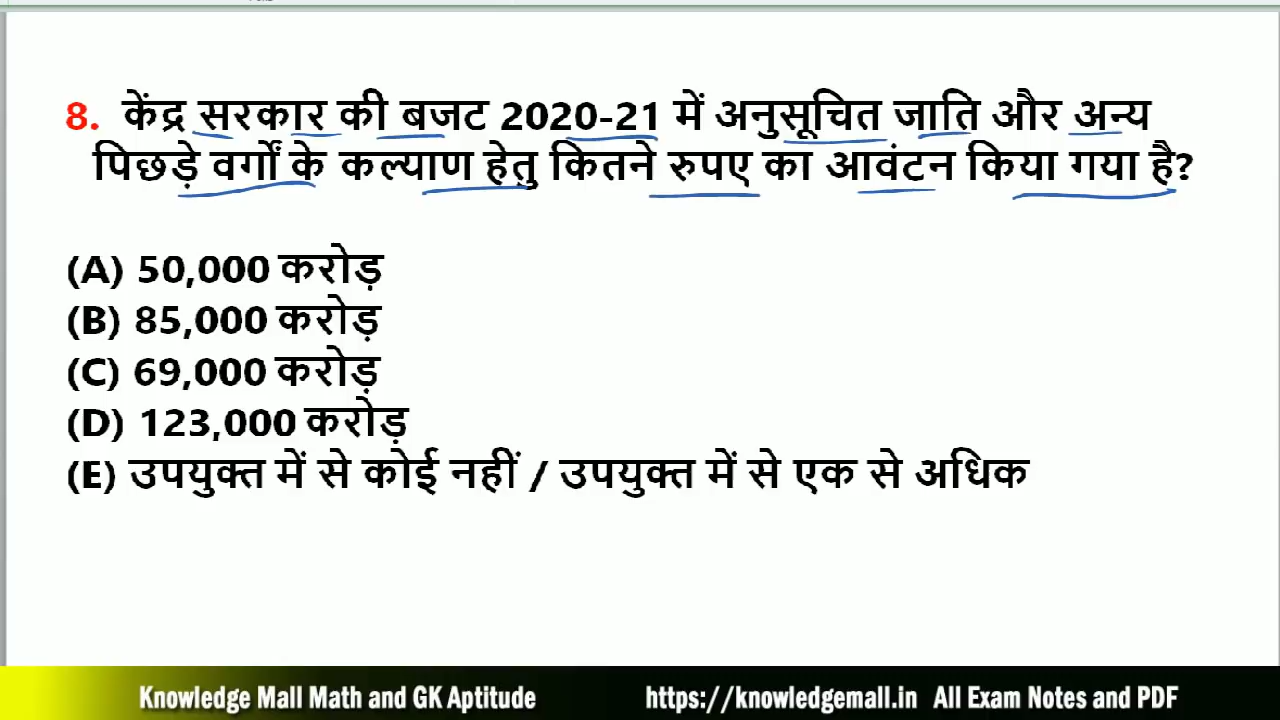 8. केंद्र सरकार की बजट 2020-21 में अनुसूचित जाति और अन्य
पिछड़े वर्गों के कल्याण हेतु कितने रुपए का आवंटन किया गया है?
(A) 50,000 करोड़
(B) 85,000 करोड़
(C) 69,000 करोड़
(D) 123,000 करोड़
(E) उपयुक्त में से कोई नहीं / उपयुक्त में से एक से अधिक
Knowledge Mall Math and GK Aptitude https://knowledgemall.in All Exam Notes and PDF